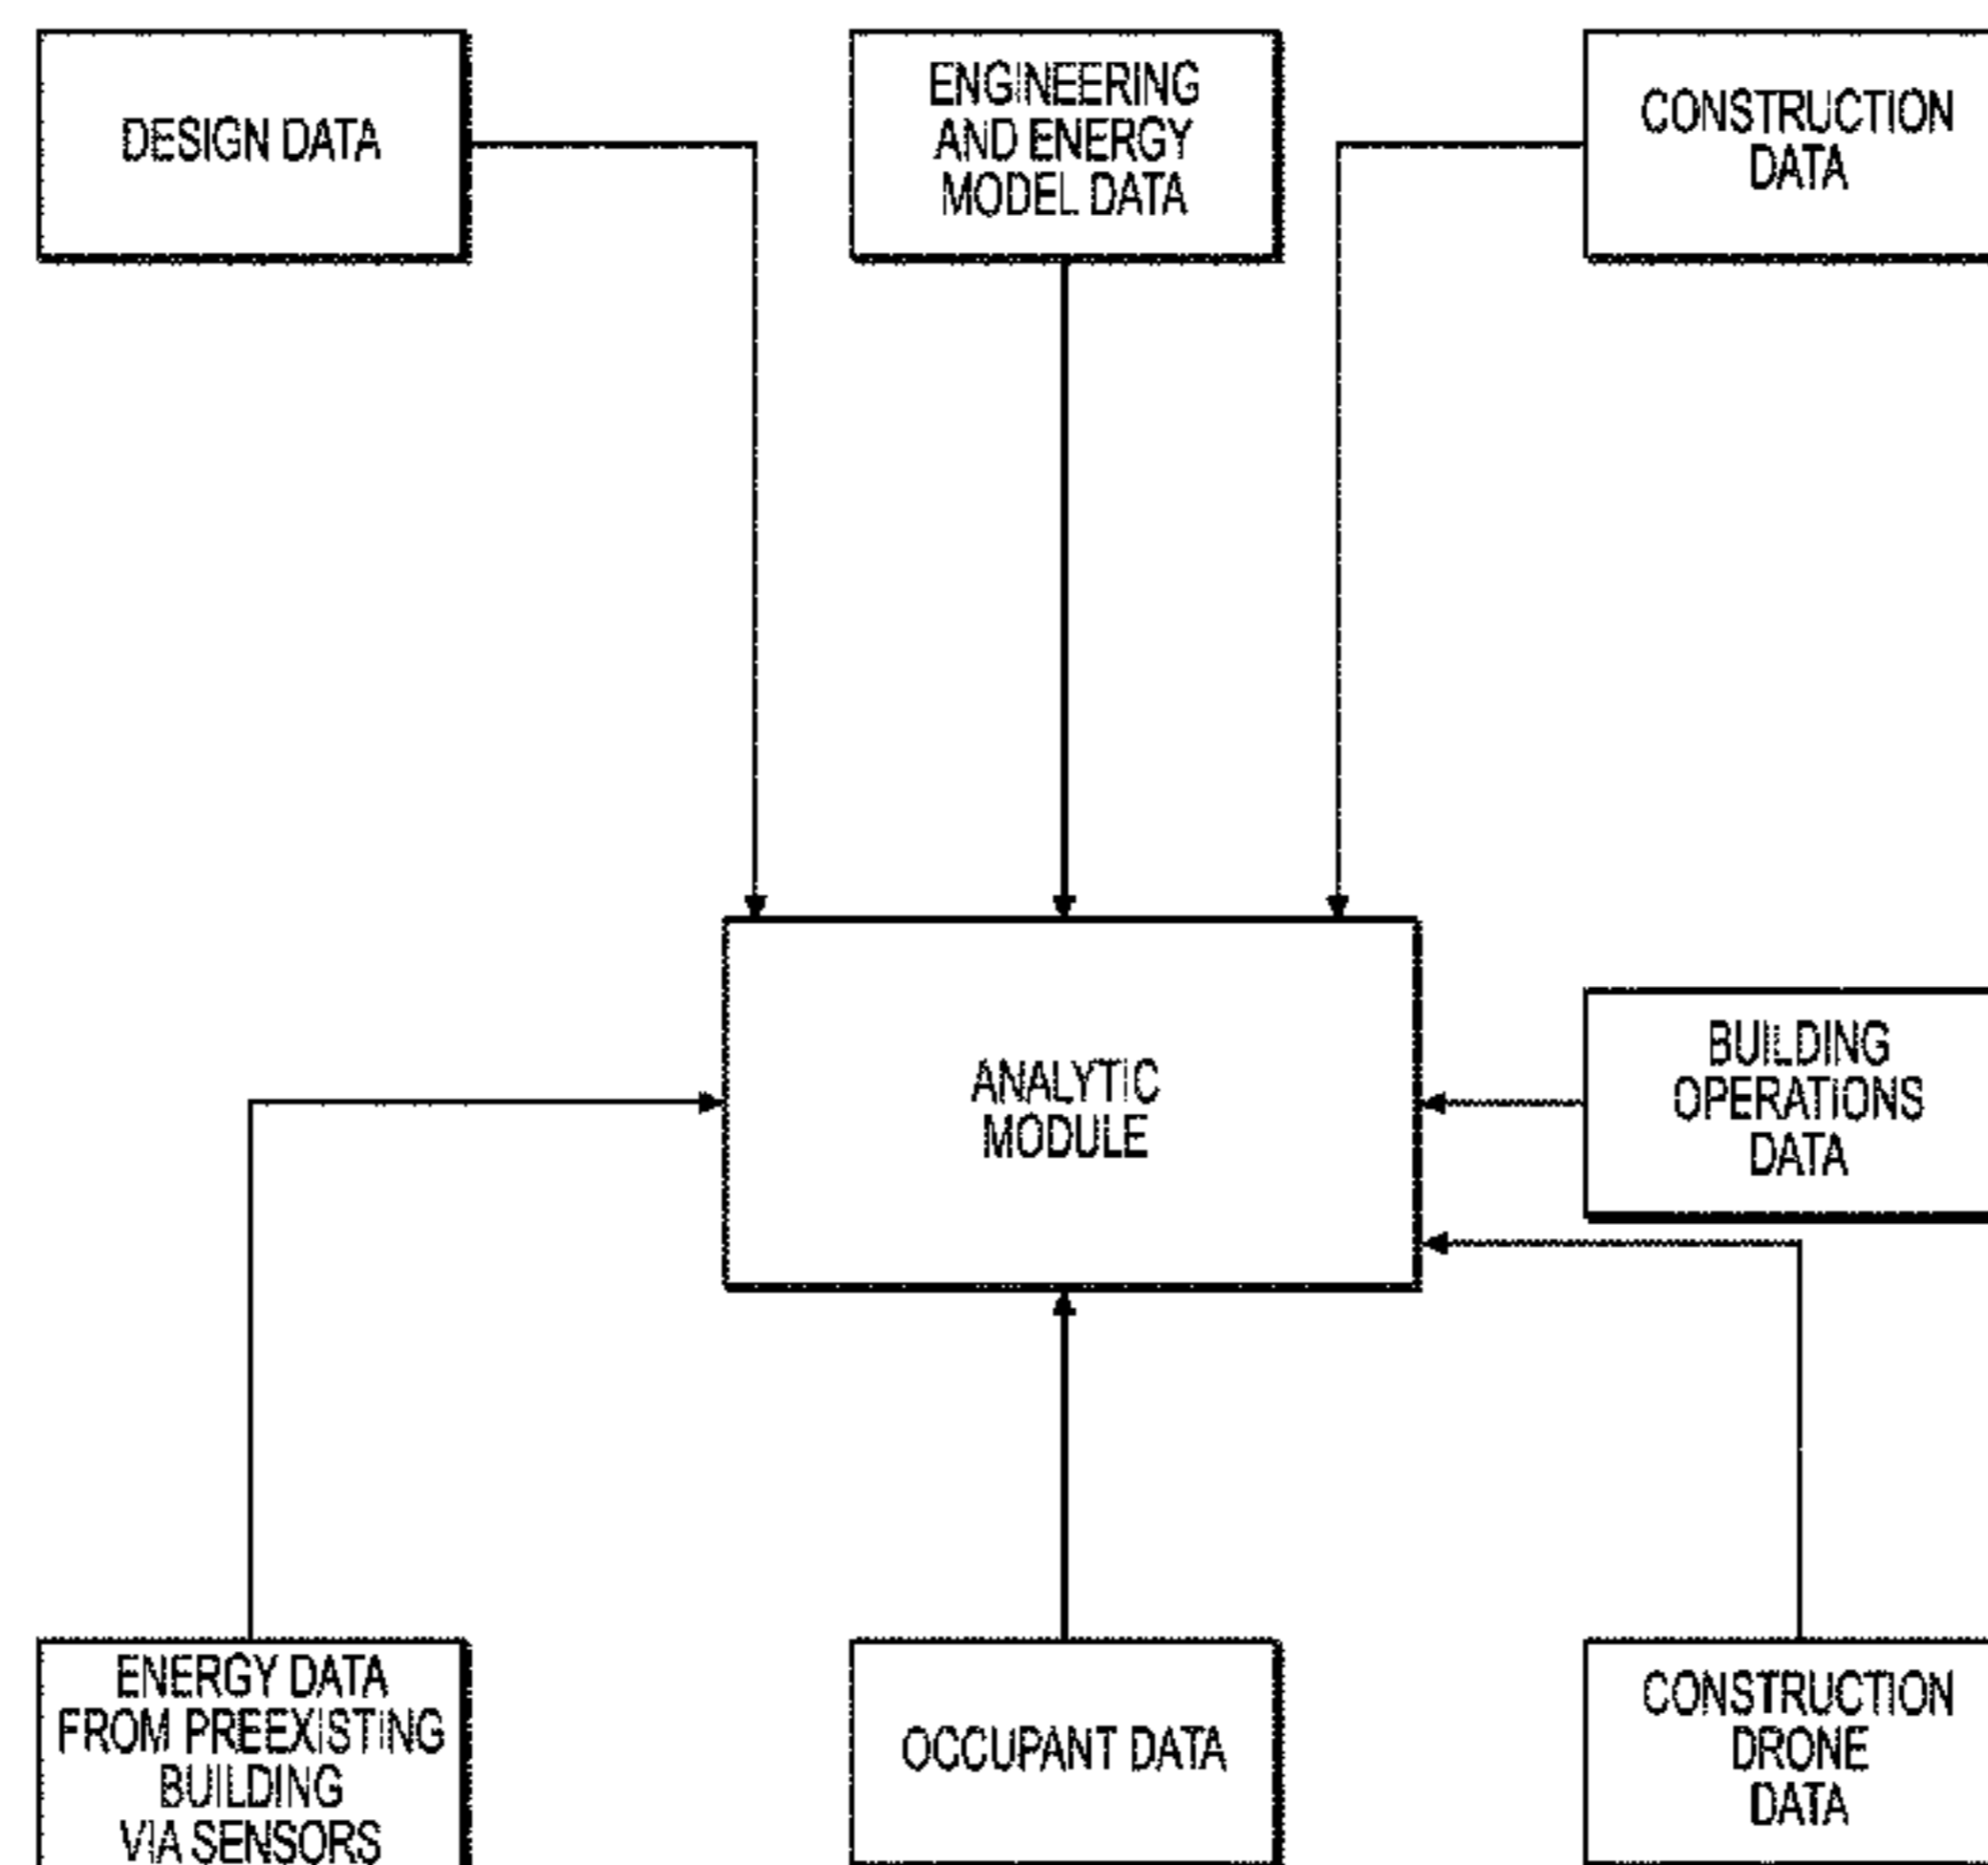 DESIGN DATA
ENGINEERING
AND ENERGY
MODEL DATA
CONSTRUCTION
DATA
ANALYTIC
MODULE
BUILDING
OPERATIONS
DATA
ENERGY DATA
FROM PREEXISTING
BUILDING
VIA SENSORS
OCCUPANT DATA
CONSTRUCTION
DRONE
DATA